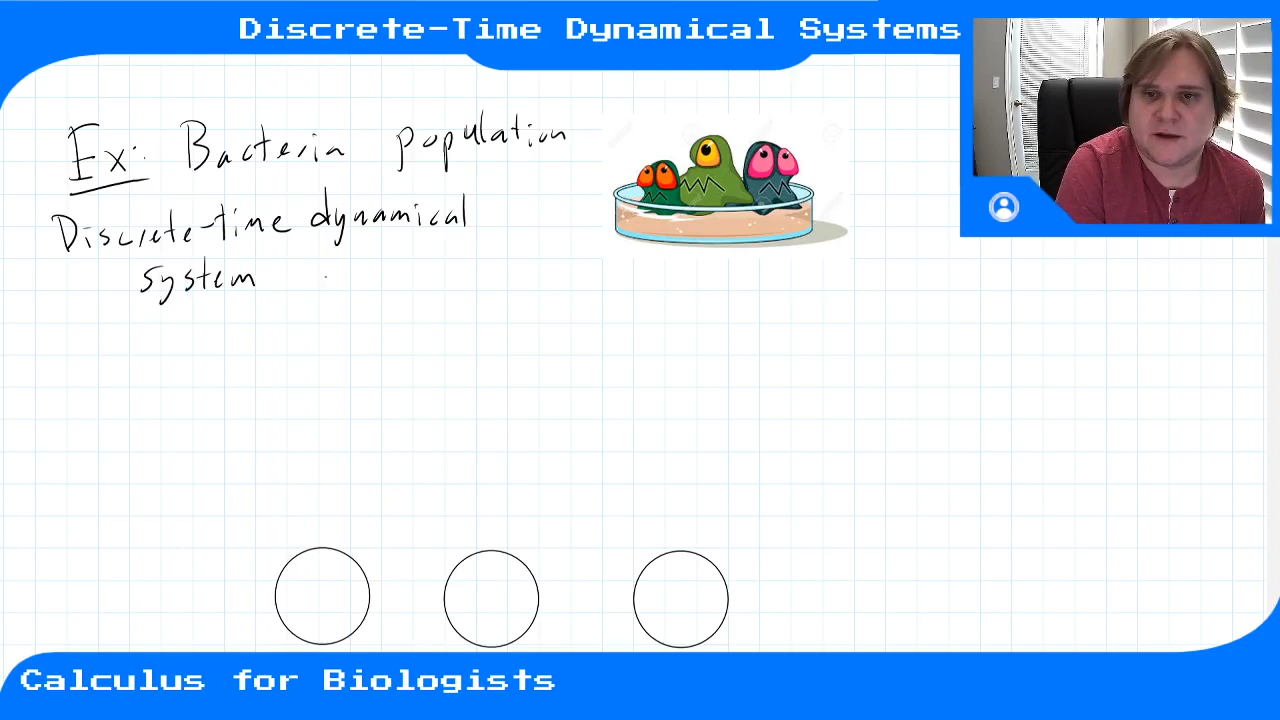 Discrete-Time Dynamical Systems
Ex: Bacteria population
Discrete-time dynamical
system
Calculus for Biologists